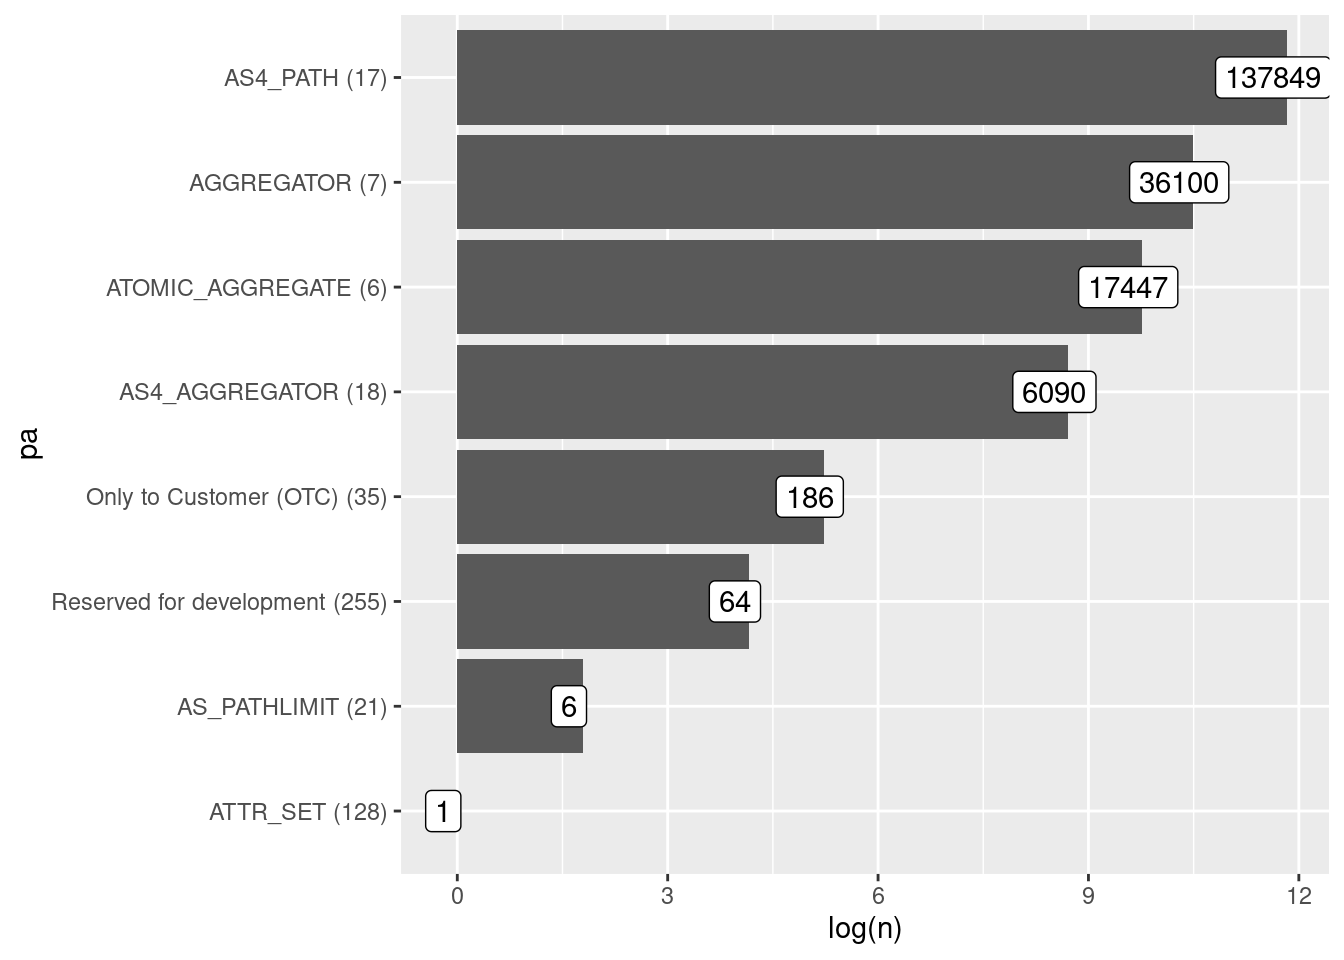 AS4_PATH (17)
137849
AGGREGATOR (7)
36100
ATOMIC_AGGREGATE (6)
17447
AS4_AGGREGATOR (18)
6090
pa
Only to Customer (OTC) (35)
186
Reserved for development (255)
64
AS_PATHLIMIT (21)
6
ATTR_SET (128)
1
0 3 6 9 12
log(n)